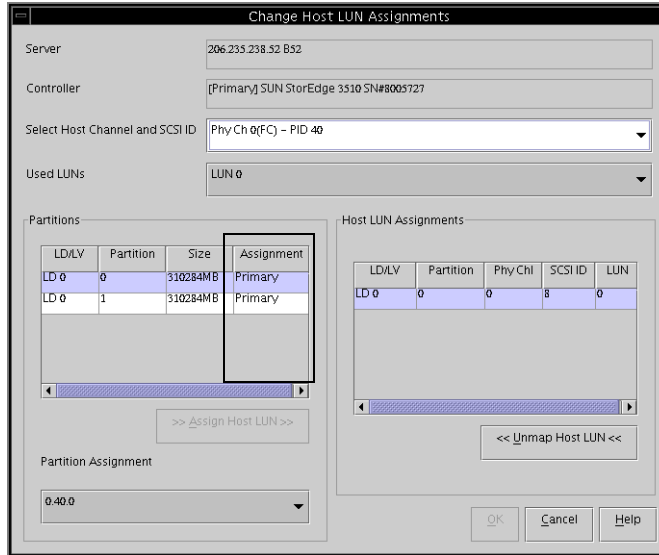 Change Host LUN Assignments
Server
206.235.238.52 B52
Controller
[Primary] SUN StorEdge 3510 SN#8005727
Select Host Channel and SCSI ID
Phy Ch 0(FC) - PID 40
Used LUNs
LUN 0
Partitions
LD/LV Partition Size Assignment
LD 0 0 310284MB Primary
LD 0 1 310284MB Primary
>> Assign Host LUN >>
Partition Assignment
0.40.0
Host LUN Assignments
LD/LV Partition Phy Chl SCSI ID LUN
LD 0 0 0 8 0
<< Unmap Host LUN <<
OK Cancel Help